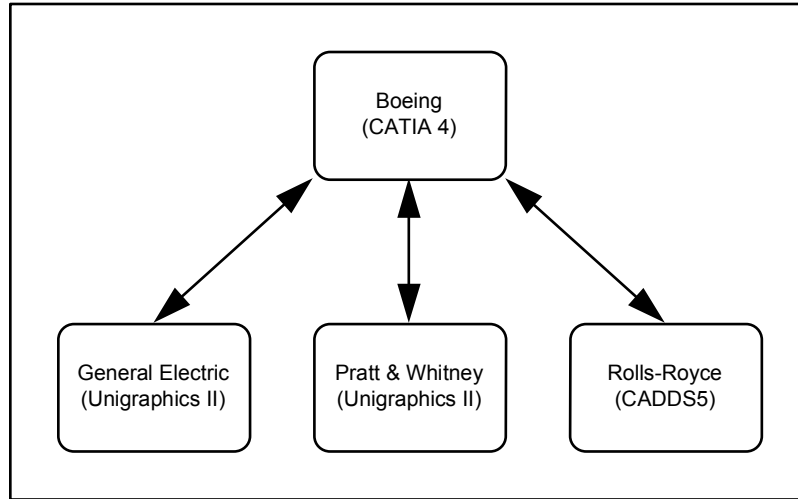 Boeing
(CATIA 4)
General Electric
(Unigraphics II)
Pratt & Whitney
(Unigraphics II)
Rolls-Royce
(CADDS5)